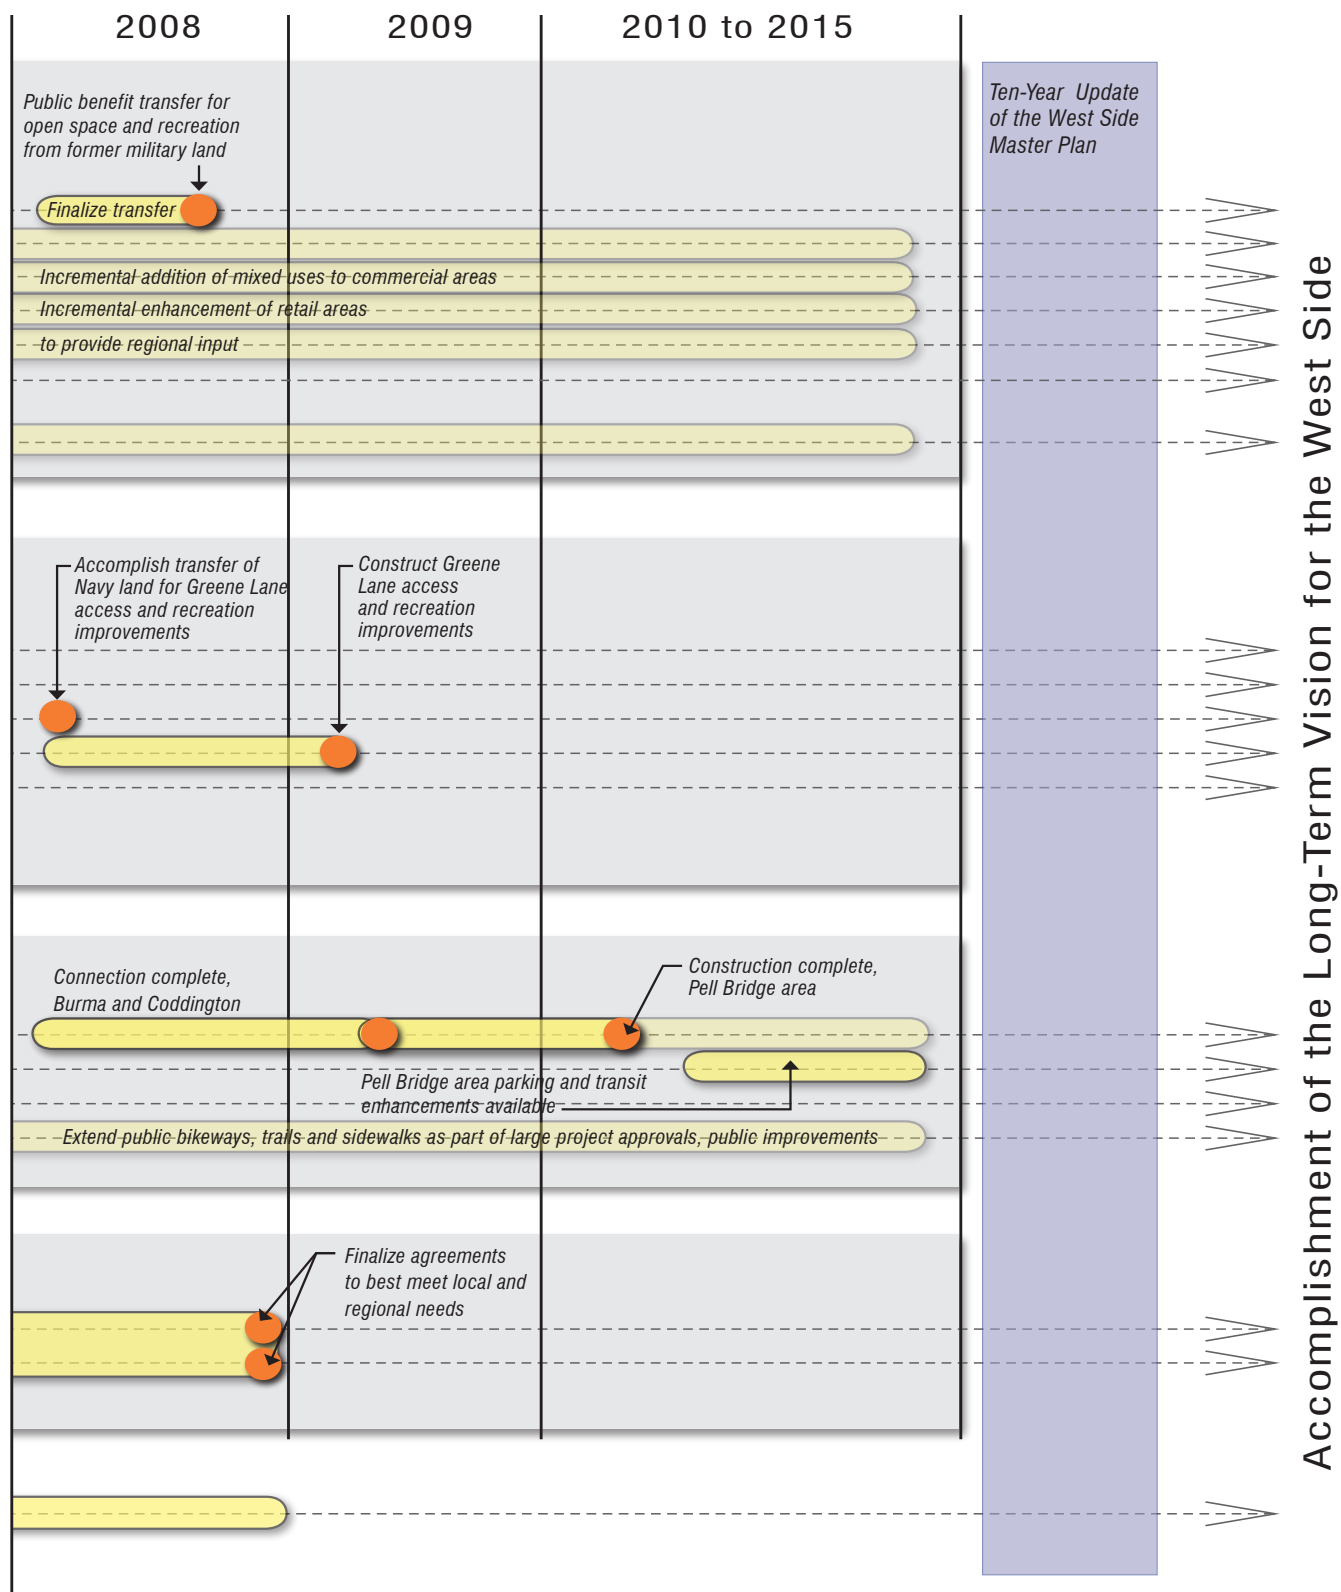 2008
2009
2010 to 2015
Public benefit transfer for
open space and recreation
from former military land
Ten-Year Update
of the West Side
Master Plan
Finalize transfer
Incremental addition of mixed uses to commercial areas
Incremental enhancement of retail areas
to provide regional input
Accomplish transfer of
Navy land for Greene Lane
access and recreation
improvements
Construct Greene
Lane access
and recreation
improvements
Connection complete,
Burma and Coddington
Construction complete,
Pell Bridge area
Pell Bridge area parking and transit
enhancements available
Extend public bikeways, trails and sidewalks as part of large project approvals, public improvements
Finalize agreements
to best meet local and
regional needs
Accomplishment of the Long-Term Vision for the West Side